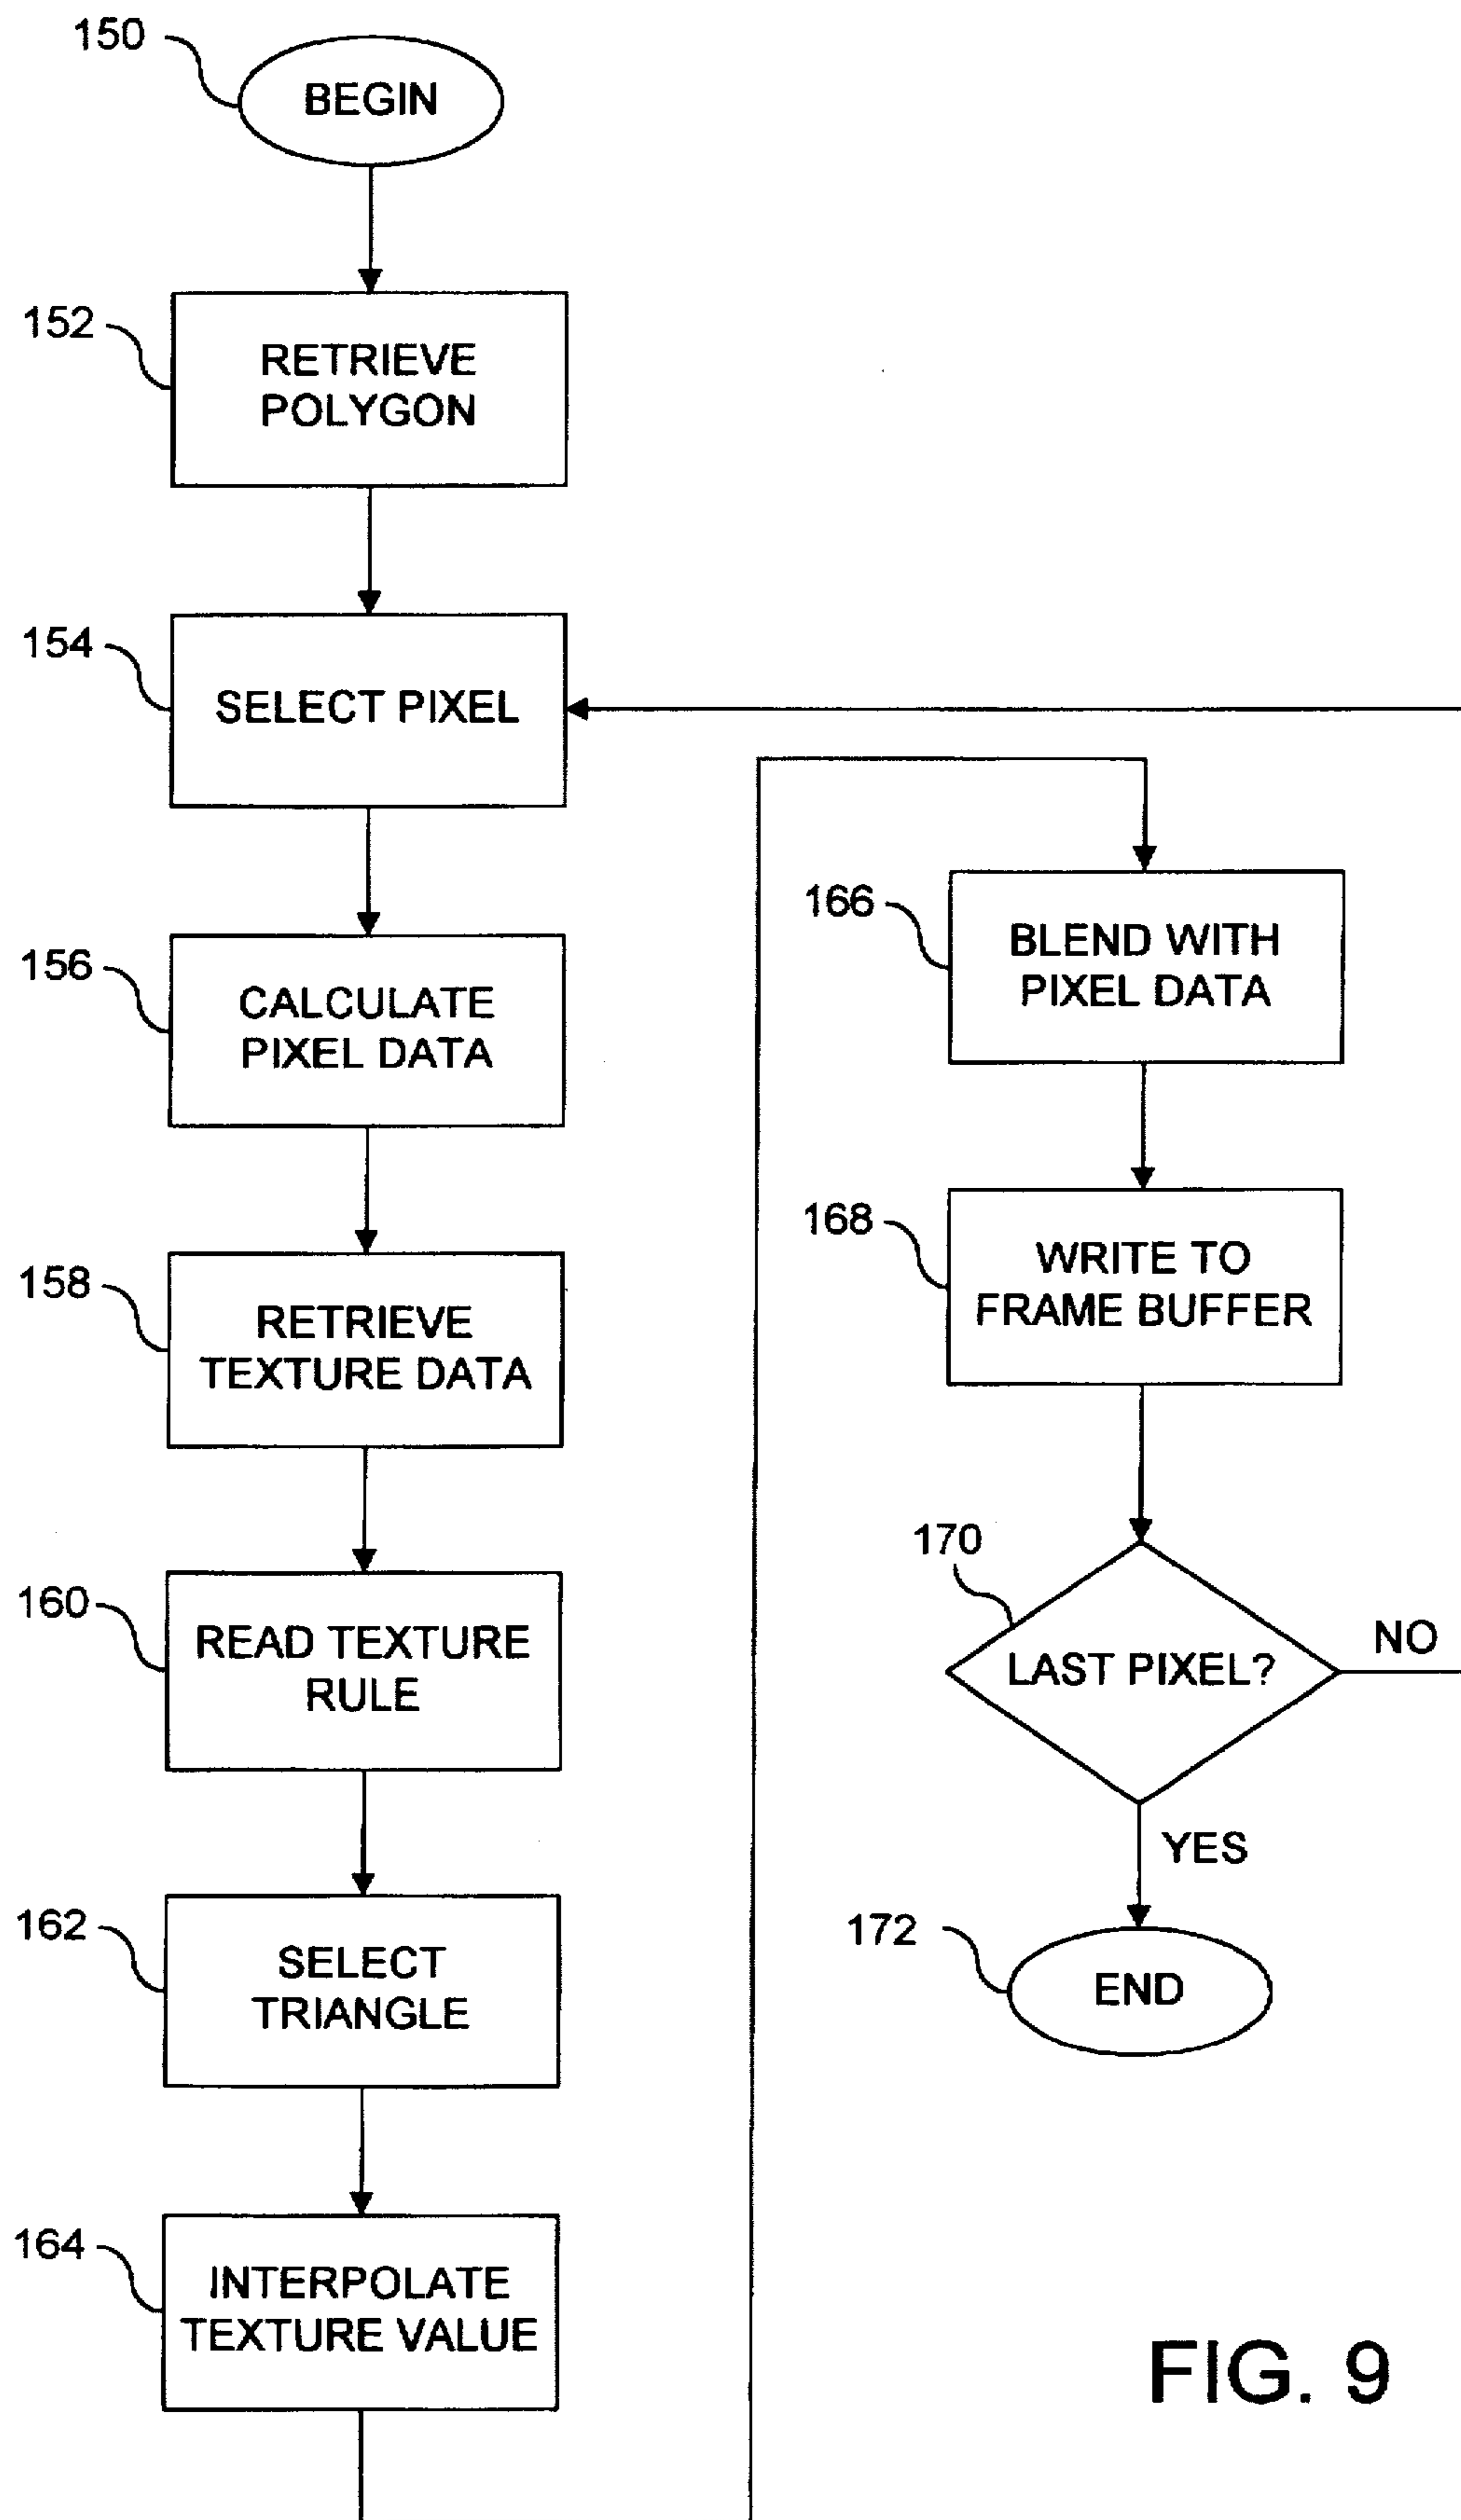 150
BEGIN
152
RETRIEVE
POLYGON
154
SELECT PIXEL
156
CALCULATE
PIXEL DATA
158
RETRIEVE
TEXTURE DATA
160
READ TEXTURE
RULE
162
SELECT
TRIANGLE
164
INTERPOLATE
TEXTURE VALUE
166
BLEND WITH
PIXEL DATA
168
WRITE TO
FRAME BUFFER
170
LAST PIXEL?
NO
YES
172
END
FIG. 9